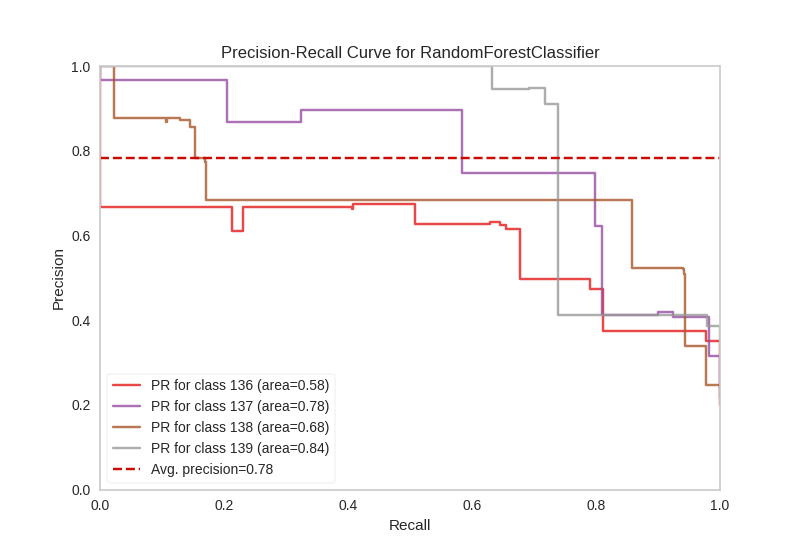 Precision-Recall Curve for RandomForestClassifier
1.0
0.8
0.6
0.4
0.2
0.0
Precision
PR for class 136 (area=0.58)
PR for class 137 (area=0.78)
PR for class 138 (area=0.68)
PR for class 139 (area=0.84)
Avg. precision=0.78
0.0 0.2 0.4 0.6 0.8 1.0
Recall